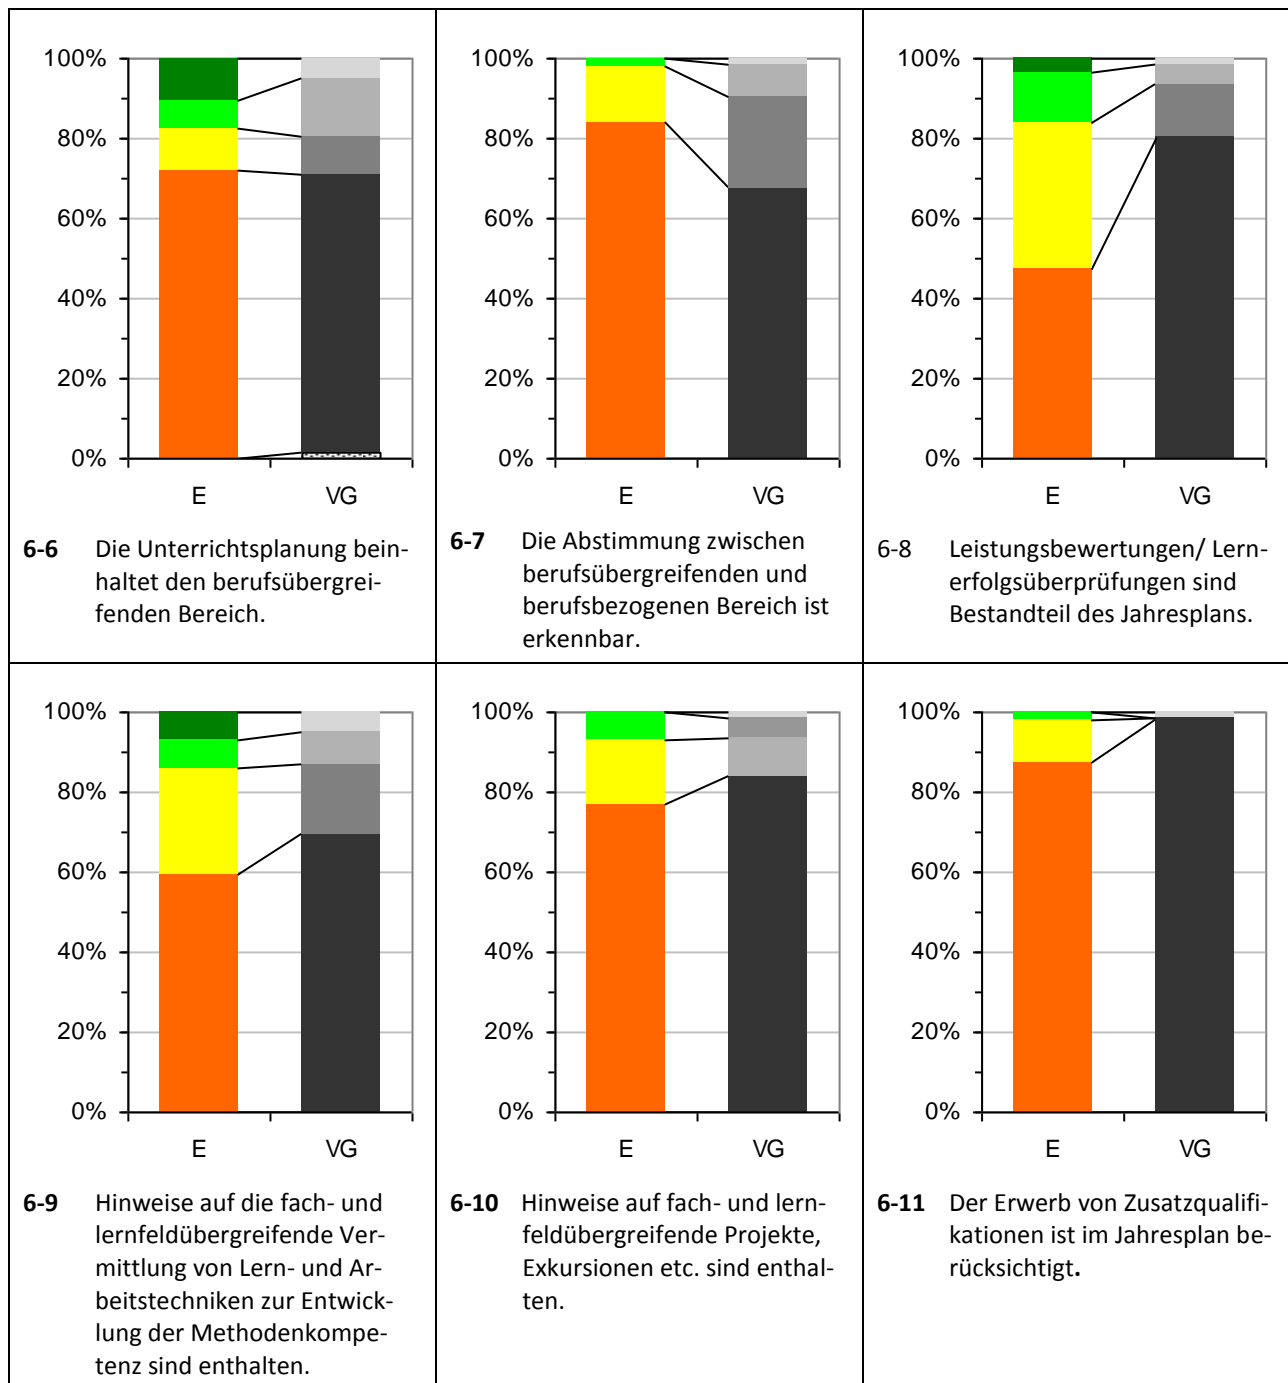 100%
80%
60%
40%
20%
0%
E VG
6-6 Die Unterrichtsplanung bein-
haltet den berufsübergrei-
fenden Bereich.
100%
80%
60%
40%
20%
0%
E VG
6-7 Die Abstimmung zwischen
berufsübergreifenden und
berufsbezogenen Bereich ist
erkennbar.
100%
80%
60%
40%
20%
0%
E VG
6-8 Leistungsbewertungen/ Lern-
erfolgsüberprüfungen sind
Bestandteil des Jahresplans.
100%
80%
60%
40%
20%
0%
E VG
6-9 Hinweise auf die fach- und
lernfeldübergreifende Ver-
mittlung von Lern- und Ar-
beitstechniken zur Entwick-
lung der Methodenkompe-
tenz sind enthalten.
100%
80%
60%
40%
20%
0%
E VG
6-10 Hinweise auf fach- und lern-
feldübergreifende Projekte,
Exkursionen etc. sind enthal-
ten.
100%
80%
60%
40%
20%
0%
E VG
6-11 Der Erwerb von Zusatzqualifi-
kationen ist im Jahresplan be-
rücksichtigt.